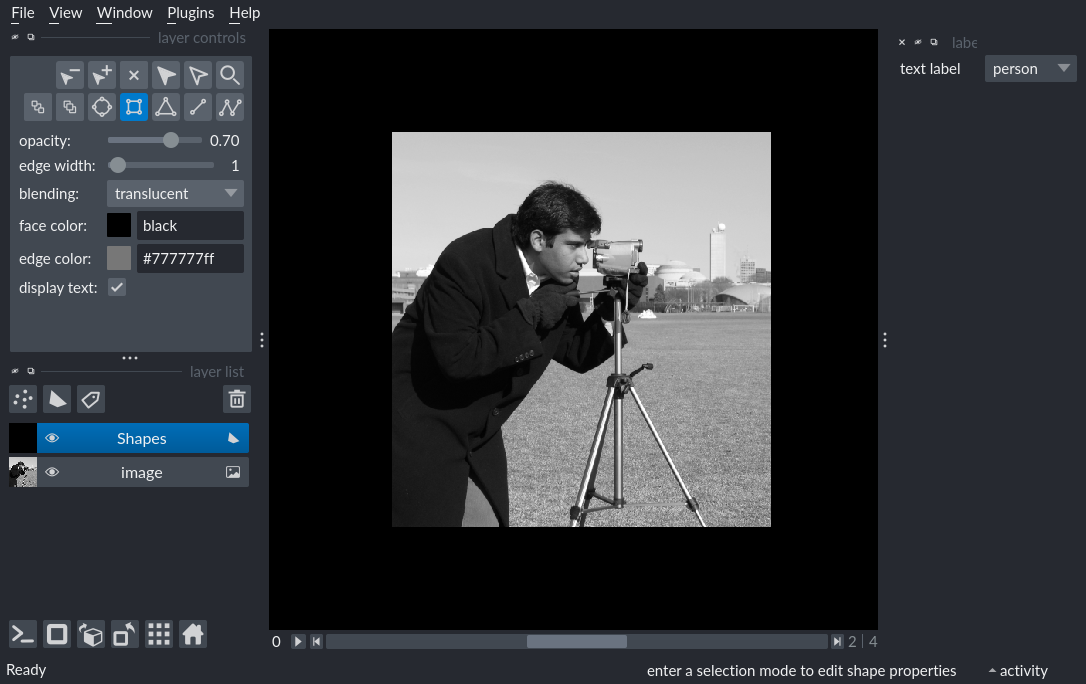 File View Window Plugins Help
layer controls
opacity: 0.70
edge width: 1
blending: translucent
face color: black
edge color: #777777ff
display text:
layer list
Shapes
image
0 2 | 4
Ready enter a selection mode to edit shape properties activity
labe
text label person